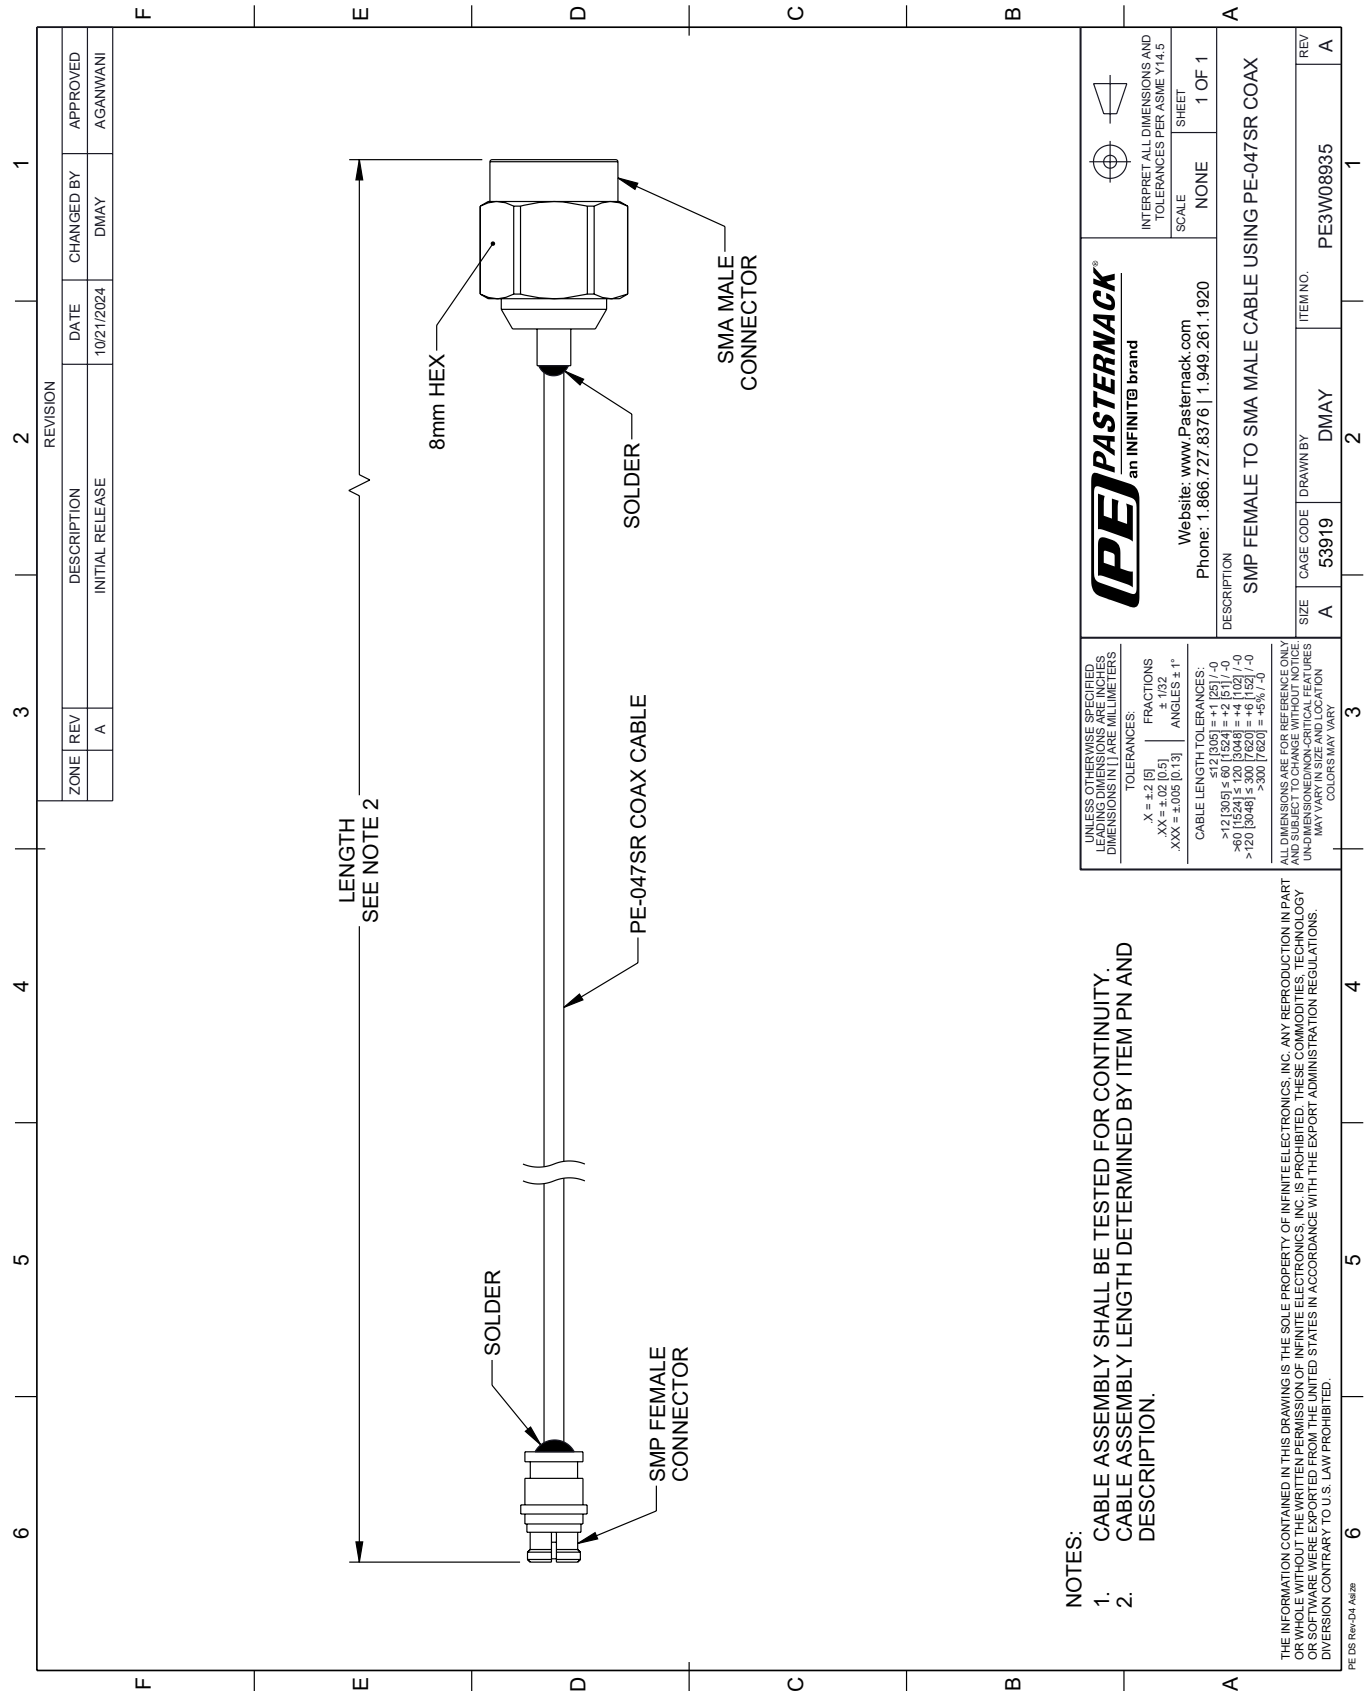 6
5
4
3
2
1
F
E
D
C
B
A
REVISION
ZONE REV DESCRIPTION DATE CHANGED BY APPROVED
A INITIAL RELEASE 10/21/2024 DMAY AGANWANI
LENGTH
SEE NOTE 2
8mm HEX
SOLDER
SOLDER
SMP FEMALE
CONNECTOR
PE-047SR COAX CABLE
SMA MALE
CONNECTOR
NOTES:
1. CABLE ASSEMBLY SHALL BE TESTED FOR CONTINUITY.
2. CABLE ASSEMBLY LENGTH DETERMINED BY ITEM PN AND
DESCRIPTION.
THE INFORMATION CONTAINED IN THIS DRAWING IS THE SOLE PROPERTY OF INFINITE ELECTRONICS, INC. ANY REPRODUCTION IN PART
OR WHOLE WITHOUT THE WRITTEN PERMISSION OF INFINITE ELECTRONICS, INC. IS PROHIBITED. THESE COMMODITIES, TECHNOLOGY
OR SOFTWARE WERE EXPORTED FROM THE UNITED STATES IN ACCORDANCE WITH THE EXPORT ADMINISTRATION REGULATIONS.
DIVERSION CONTRARY TO U.S. LAW PROHIBITED.
UNLESS OTHERWISE SPECIFIED
LEADING DIMENSIONS ARE INCHES
DIMENSIONS IN [ ] ARE MILLIMETERS
TOLERANCES:
.X = ±.2 [5]
.XX = ±.02 [0.5]
.XXX = ±.005 [0.13]
FRACTIONS
± 1/32
ANGLES ± 1°
CABLE LENGTH TOLERANCES:
≤12 [305] = +1 [25] / -0
>12 [305] ≤ 60 [1524] = +2 [51] / -0
>60 [1524] ≤ 120 [3048] = +4 [102] / -0
>120 [3048] ≤ 300 [7620] = +6 [152] / -0
>300 [7620] = +5% / -0
ALL DIMENSIONS ARE FOR REFERENCE ONLY
AND SUBJECT TO CHANGE WITHOUT NOTICE.
UN-DIMENSIONED/NON-CRITICAL FEATURES
MAY VARY IN SIZE AND LOCATION
COLORS MAY VARY
PE PASTERNACK®
an INFINIT@ brand
Website: www.Pasternack.com
Phone: 1.866.727.8376 | 1.949.261.1920
INTERPRET ALL DIMENSIONS AND
TOLERANCES PER ASME Y14.5
SCALE
NONE
SHEET
1 OF 1
DESCRIPTION
SMP FEMALE TO SMA MALE CABLE USING PE-047SR COAX
SIZE
A
CAGE CODE
53919
DRAWN BY
DMAY
ITEM NO.
PE3W08935
REV
A
F
E
D
C
B
A
6
5
4
3
2
1
PE DS Rev-D4 Asize